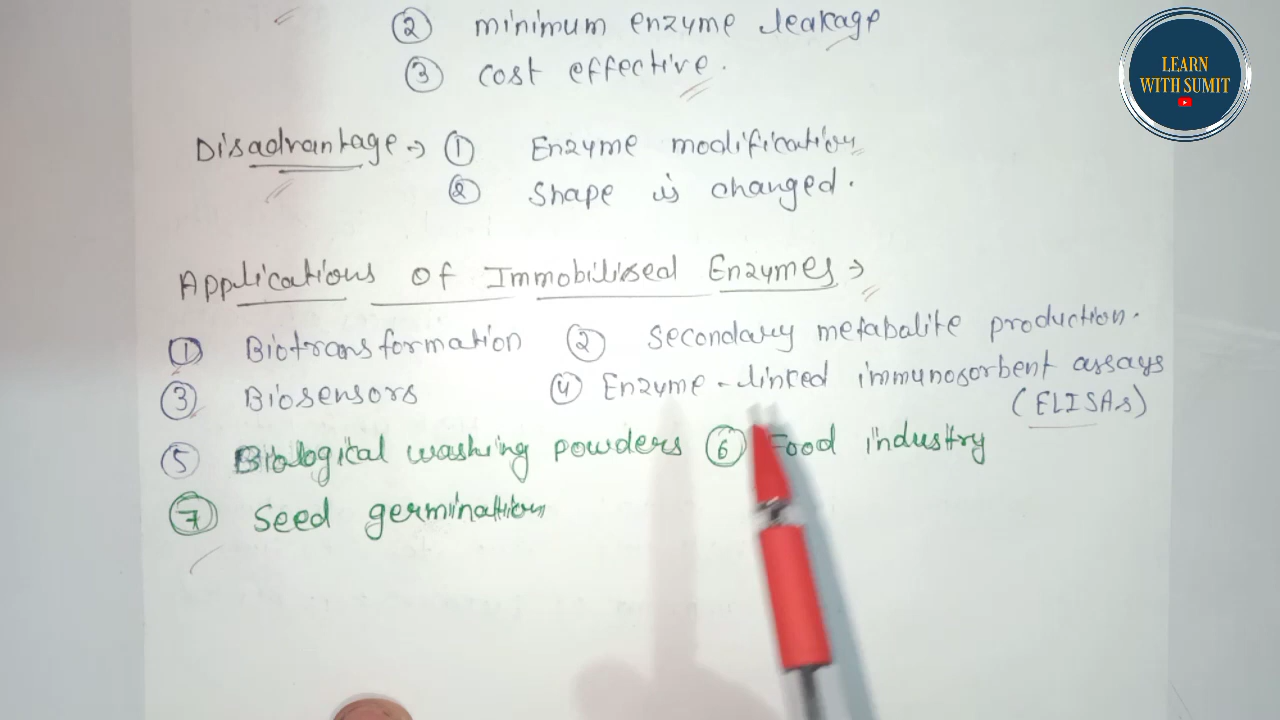 ② minimum enzyme leakage
③ cost effective.
LEARN
WITH SUMIT
Disadvantage → ① Enzyme modification
② Shape is changed.
Applications of Immobilised Enzymes →
① Biotransformation ② Secondary metabalite production.
③ Biosensors ④ Enzyme-linked immunosorbent assays
(ELISAs)
⑤ Biological washing powders ⑥ Food industry
⑦ Seed germination